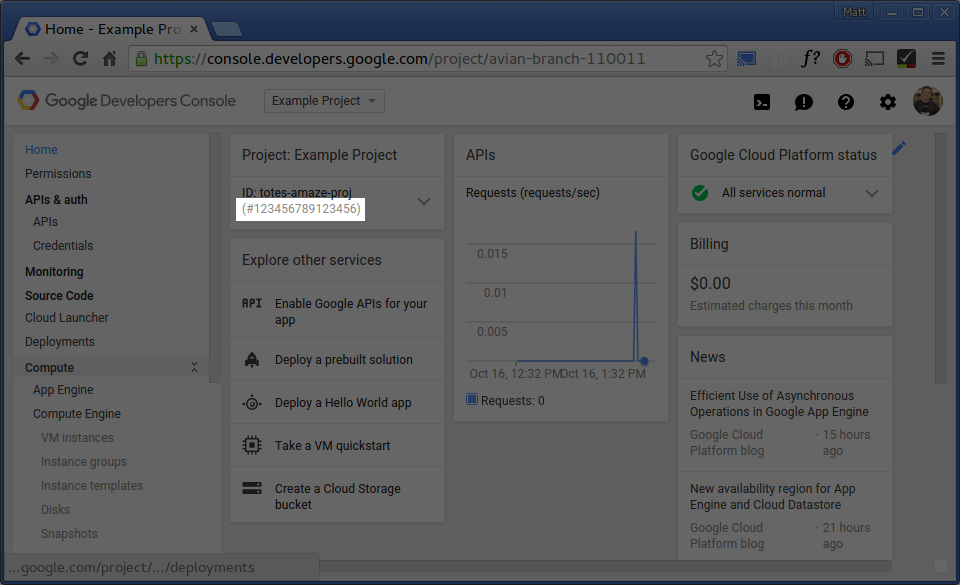 Matt
Home - Example Pro
https://console.developers.google.com/project/avian-branch-110011
f?
Google Developers Console
Example Project
Home
Permissions
APIs & auth
APIs
Credentials
Monitoring
Source Code
Cloud Launcher
Deployments
Compute
App Engine
Compute Engine
VM instances
Instance groups
Instance templates
Disks
Snapshots
Project: Example Project
ID: totes-amaze-proj
(#123456789123456)
Explore other services
API
Enable Google APIs for your
app
Deploy a prebuilt solution
Deploy a Hello World app
Take a VM quickstart
Create a Cloud Storage
bucket
APIs
Requests (requests/sec)
0.015
0.01
0.005
Oct 16, 12:32 PM
Oct 16, 1:32 PM
Requests: 0
Google Cloud Platform status
All services normal
Billing
$0.00
Estimated charges this month
News
Efficient Use of Asynchronous
Operations in Google App Engine
Google Cloud · 15 hours
Platform blog ago
New availability region for App
Engine and Cloud Datastore
Google Cloud · 21 hours
Platform blog ago
...google.com/project/.../deployments